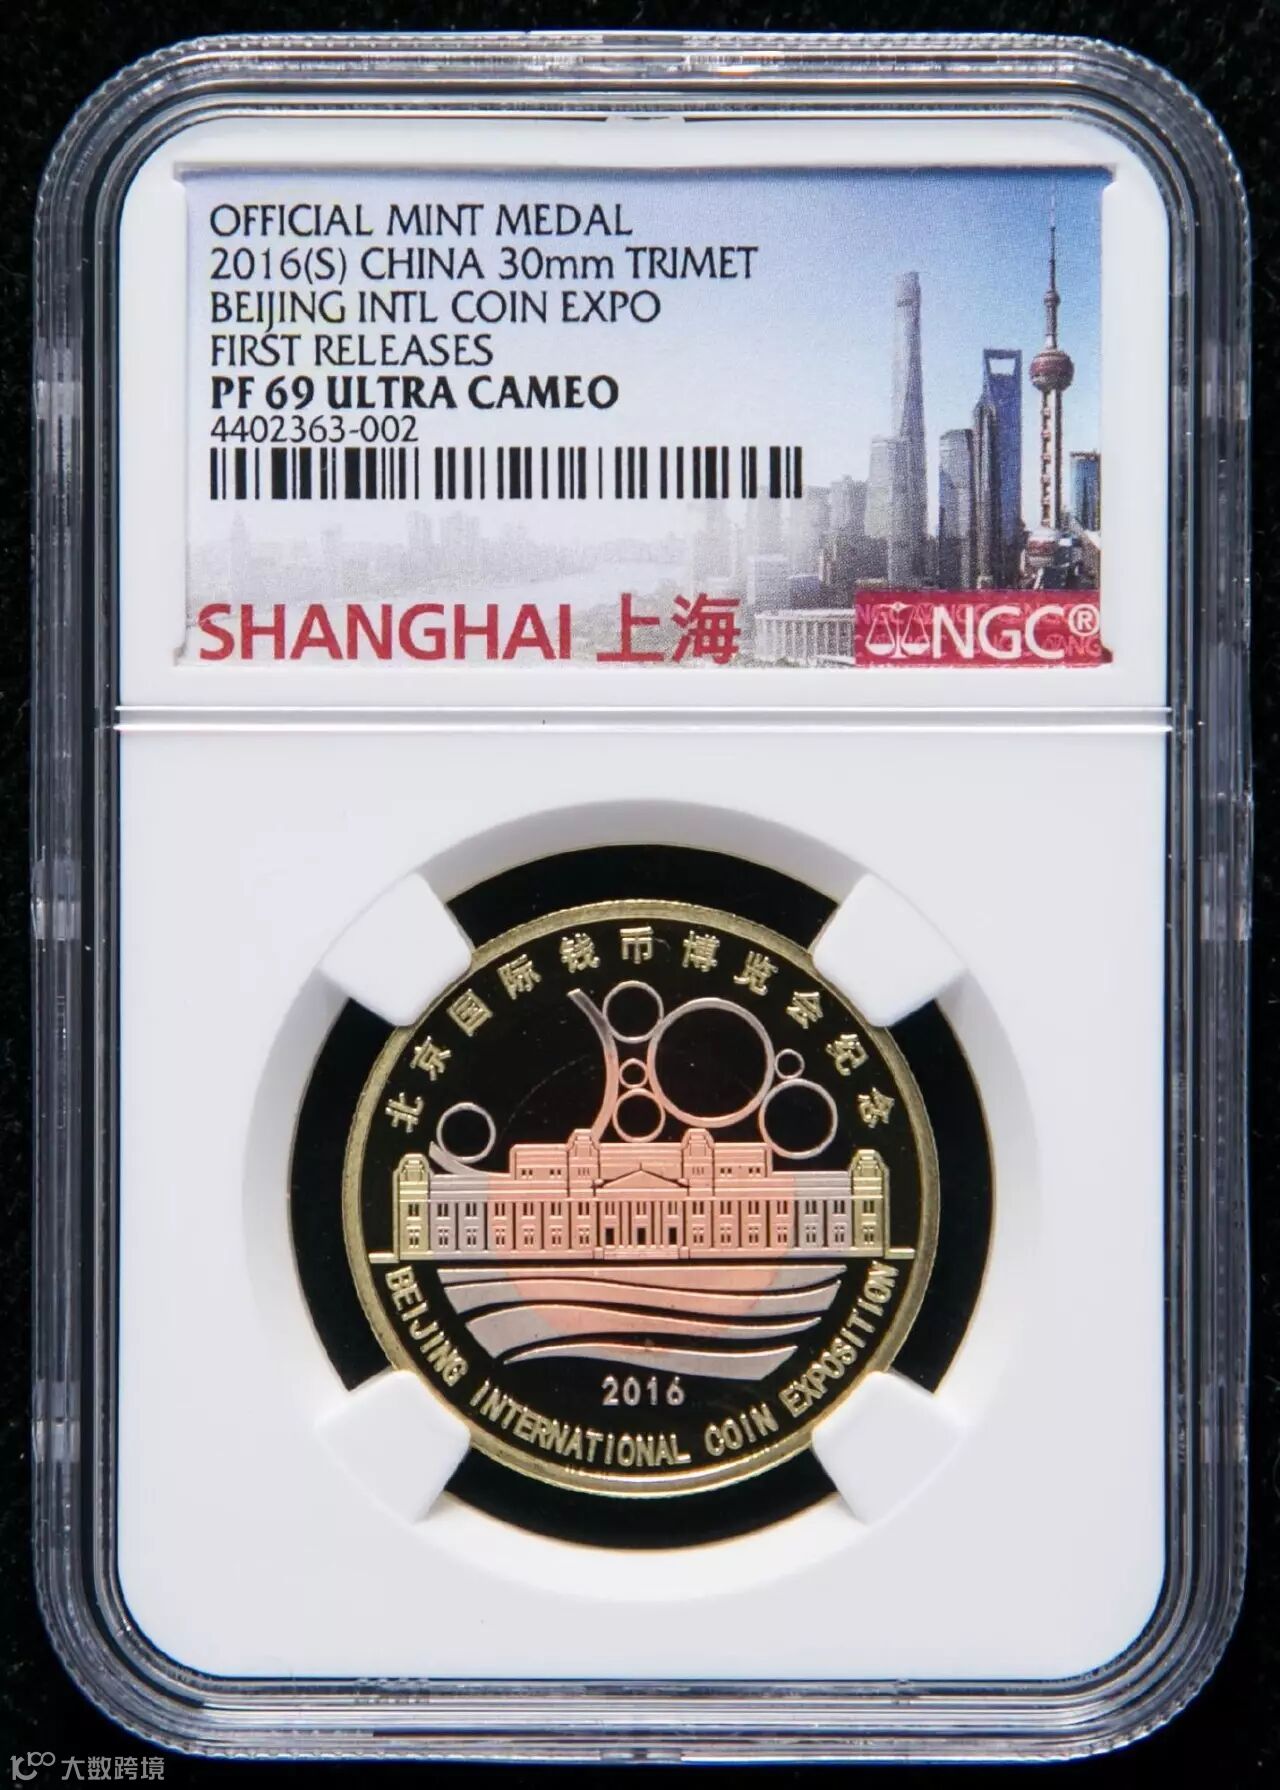 OFFICIAL MINT MEDAL
2016(S) CHINA 30mm TRIMET
BEIJING INTL COIN EXPO
FIRST RELEASES
PF 69 ULTRA CAMEO
4402363-002
SHANGHAI 上海
NGC®
北京国际钱币博览会纪念
2016
BEIJING INTERNATIONAL COIN EXPOSITION
大数跨境